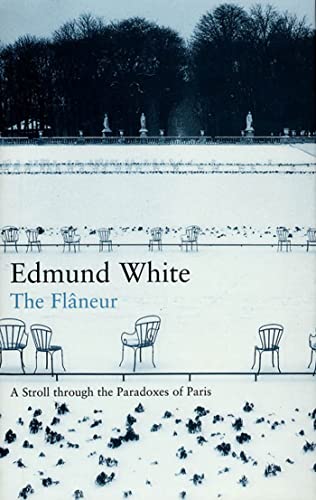 Edmund White
The Flâneur
A Stroll through the Paradoxes of Paris